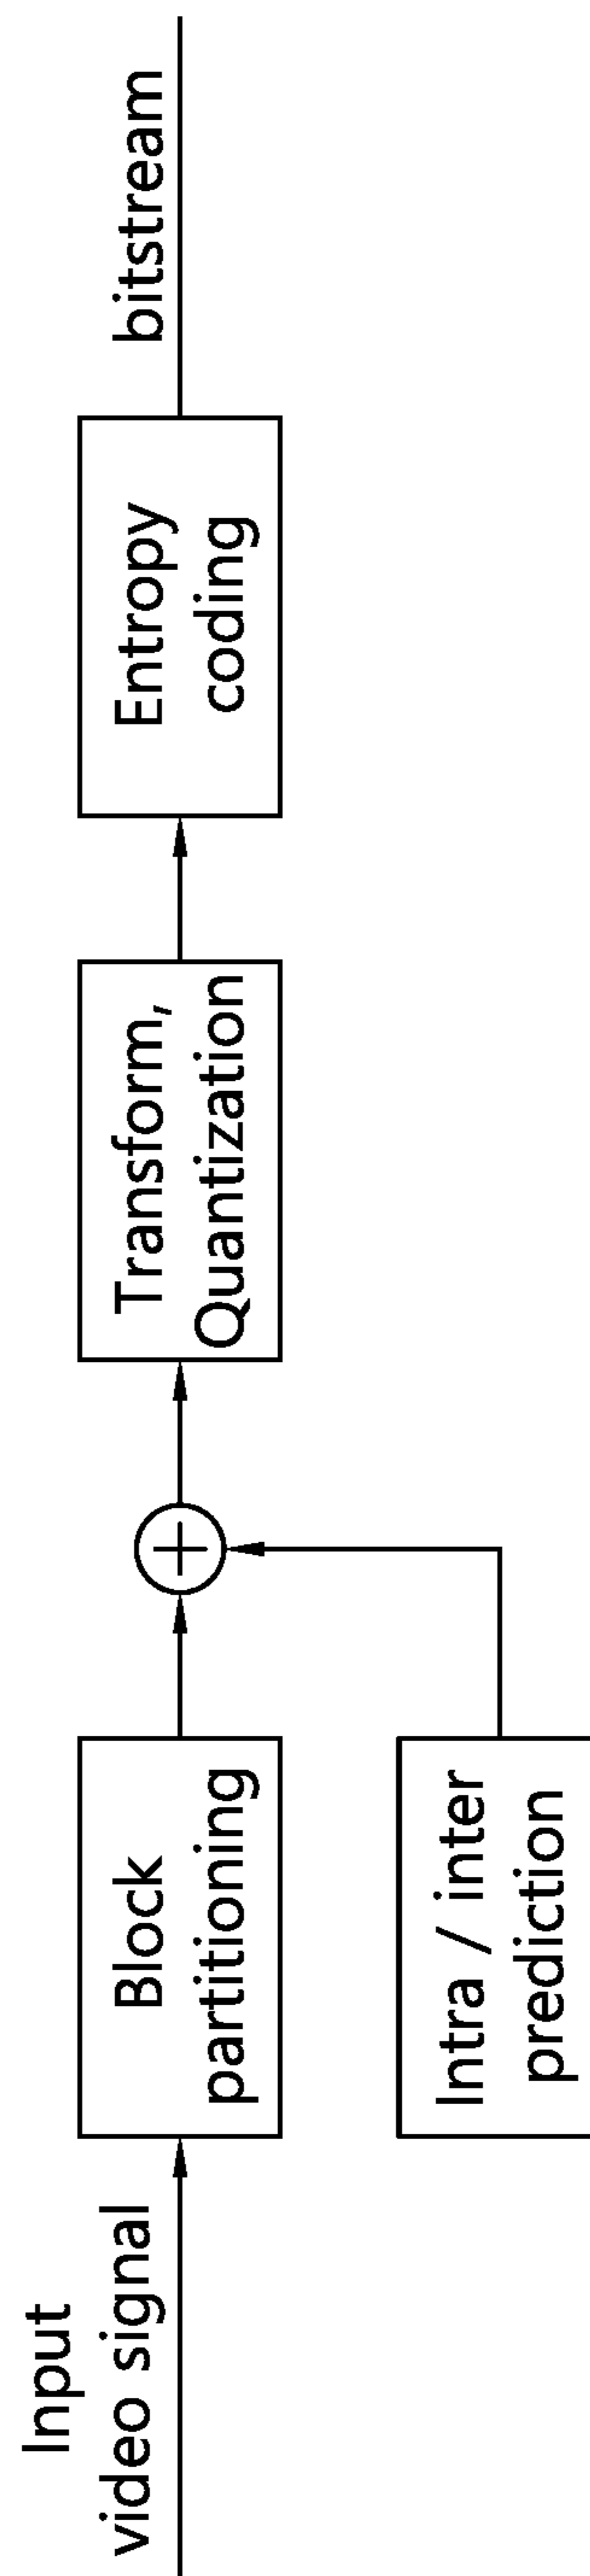 Input
video signal
Block
partitioning
Intra / inter
prediction
Transform,
Quantization
Entropy
coding
bitstream